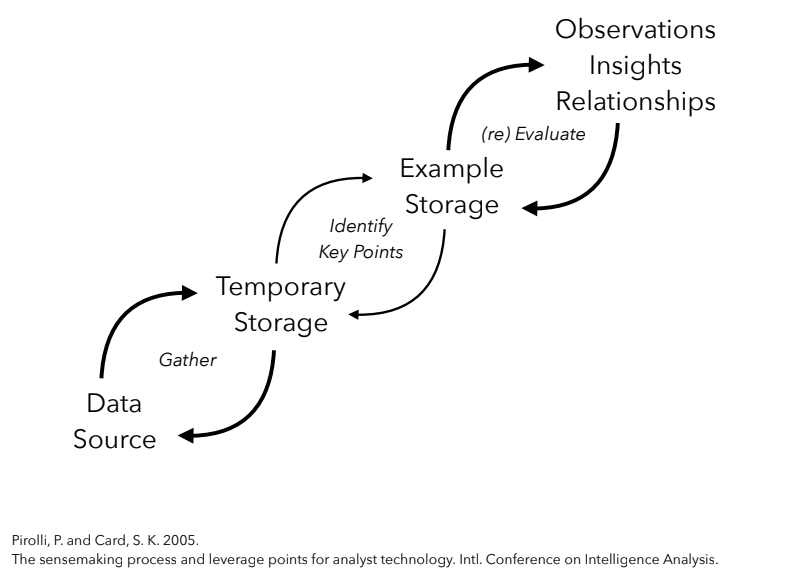 Observations
Insights
Relationships
(re) Evaluate
Example
Storage
Identify
Key Points
Temporary
Storage
Gather
Data
Source
Pirolli, P. and Card, S. K. 2005.
The sensemaking process and leverage points for analyst technology. Intl. Conference on Intelligence Analysis.